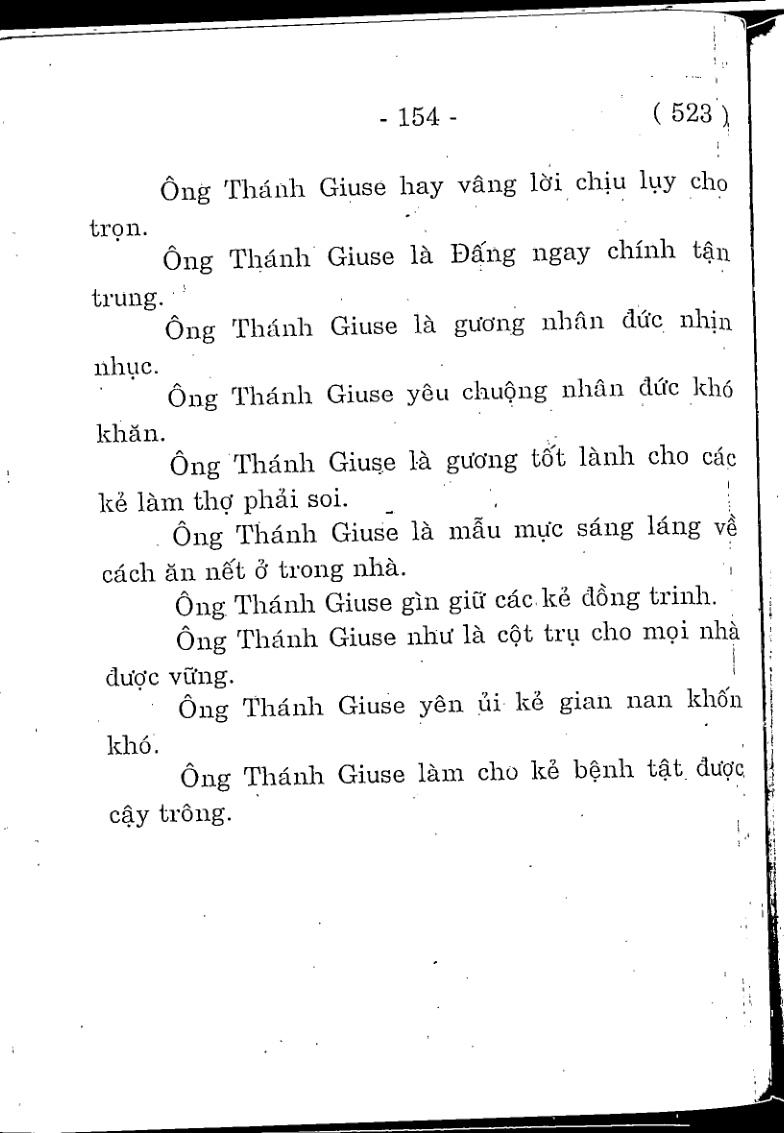 - 154 - ( 523 )
Ông Thánh Giuse hay vâng lời chịu lụy cho
trọn.
Ông Thánh Giuse là Đấng ngay chính tận
trung.
Ông Thánh Giuse là gương nhân đức nhịn
nhục.
Ông Thánh Giuse yêu chuộng nhân đức khó
khăn.
Ông Thánh Giuse là gương tốt lành cho các
kẻ làm thợ phải soi.
Ông Thánh Giuse là mẫu mực sáng láng về
cách ăn nết ở trong nhà.
Ông Thánh Giuse gìn giữ các kẻ đồng trinh.
Ông Thánh Giuse như là cột trụ cho mọi nhà
được vững.
Ông Thánh Giuse yên ủi kẻ gian nan khốn
khó.
Ông Thánh Giuse làm cho kẻ bệnh tật được
cậy trông.